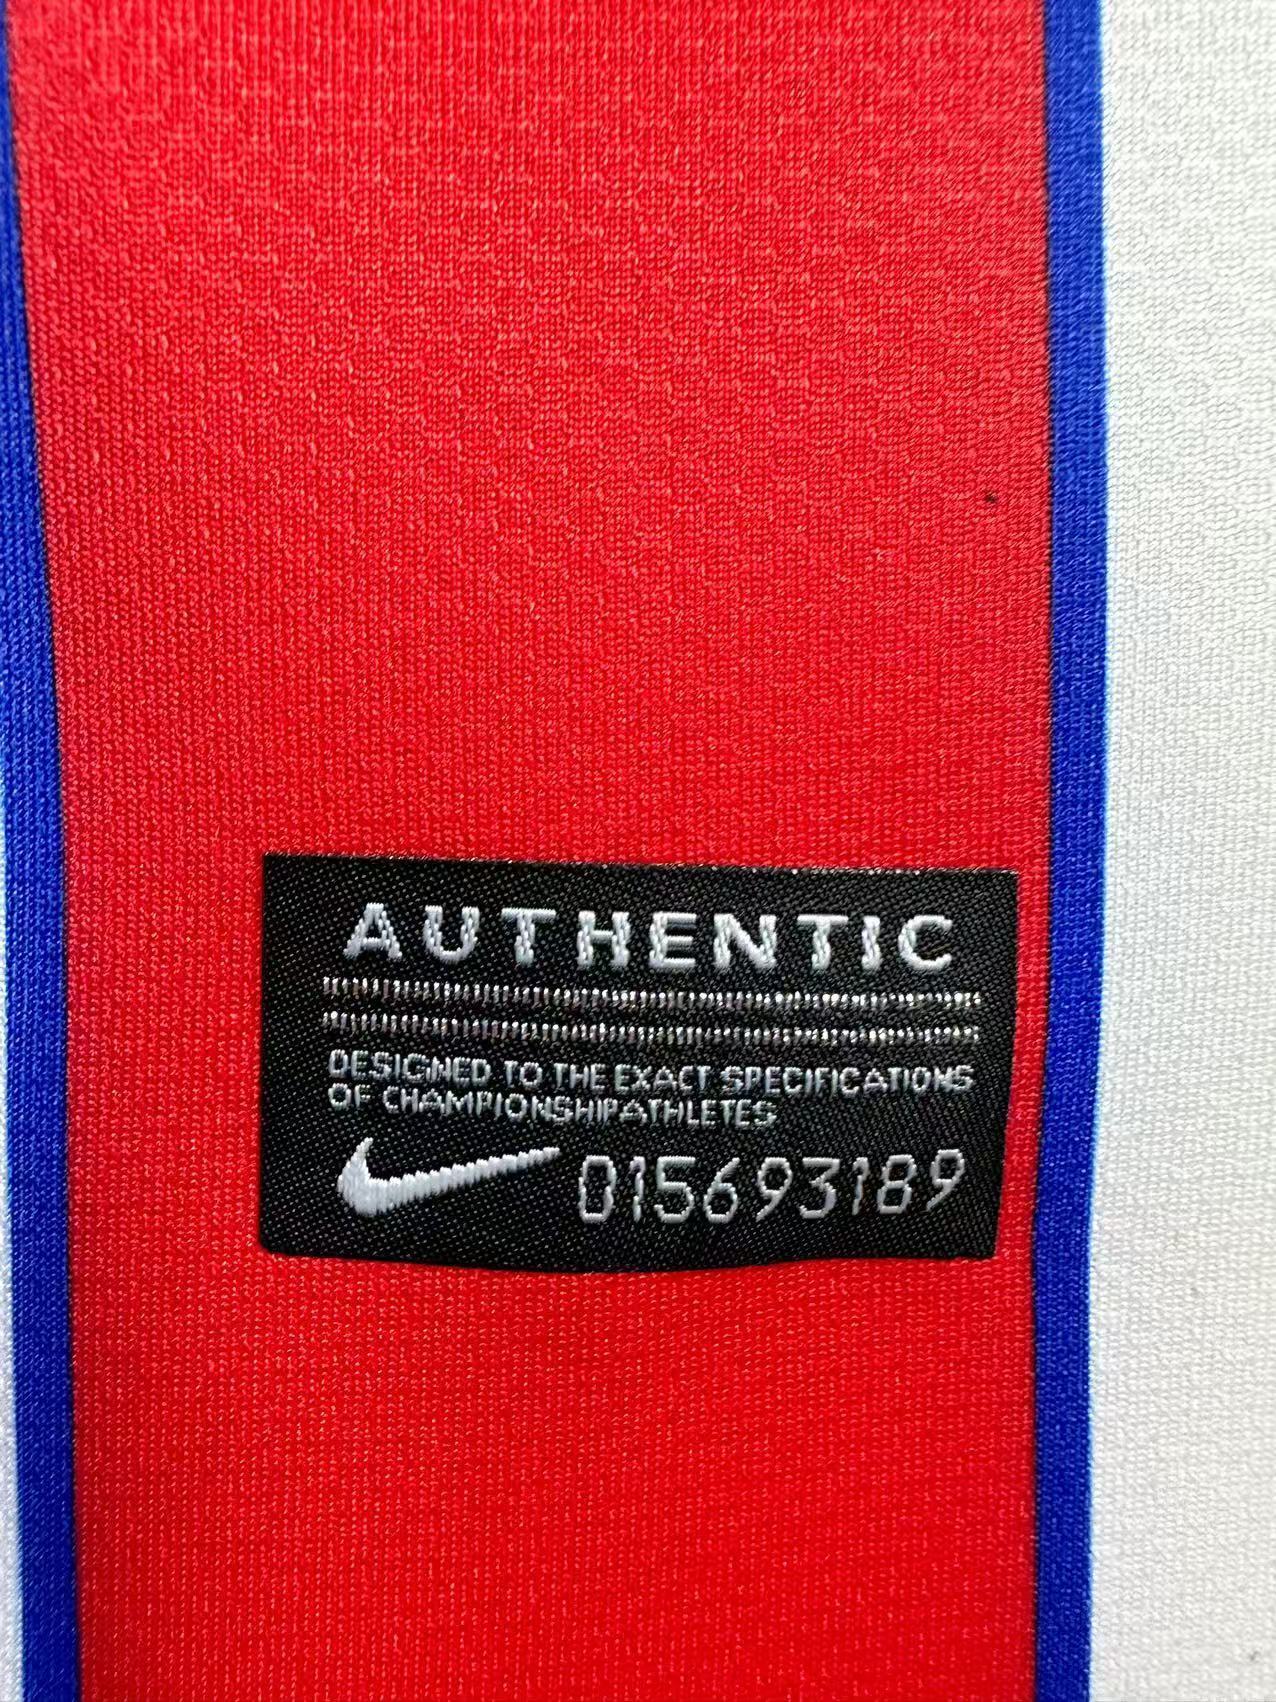 AUTHENTIC
DESIGNED TO THE EXACT SPECIFICATIONS
OF CHAMPIONSHIPATHLETES
015693189